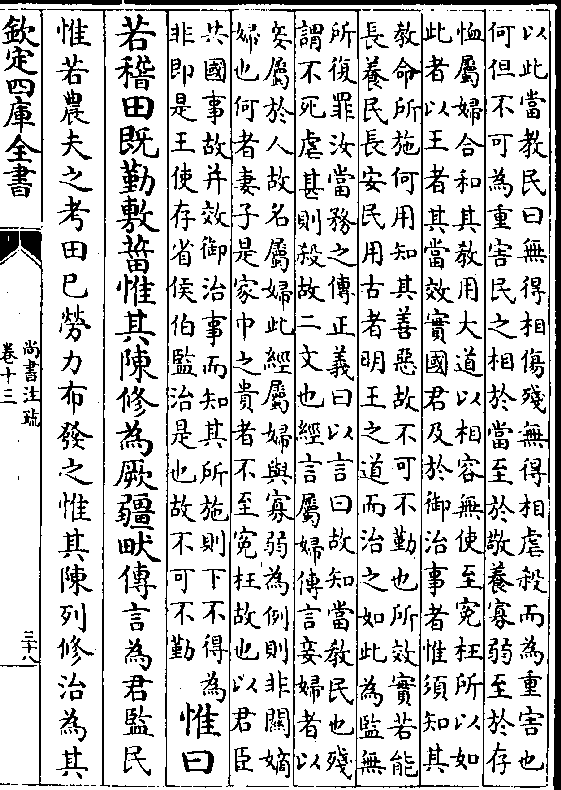 以此當教民曰無得相傷殘無得相虐殺而為重害也
何但不可為重害民之相於當至於敬養寡弱至於存
恤屬婦合和其教用大道以相容無使至寃枉所以如
此者以王者其當效實國君及於御治事者惟須知其
教命所施何用知其善惡故不可不勤也所效實若能
長養民長安民用古者明王之道而治之如此為監無
所復罪汝當務之傳正義曰以言曰故知當教民也殘
謂不死虐甚則殺故二文也經言屬婦傳言妾婦者以
妾屬於人故名屬婦此經屬婦與寡弱為例則非關嫡
婦也何者妻子是家中之貴者不至寃枉故也以君臣
共國事故并效御治事而知其所施則下不得為
非即是王使存省侯伯監治是也故不可不勤
惟曰
若稽田既勤敷菑惟其陳修為厥疆畎傳言為君監民
惟若農夫之考田已勞力布發之惟其陳列修治為其
欽定四庫全書
尚書注疏
卷十三
三十八